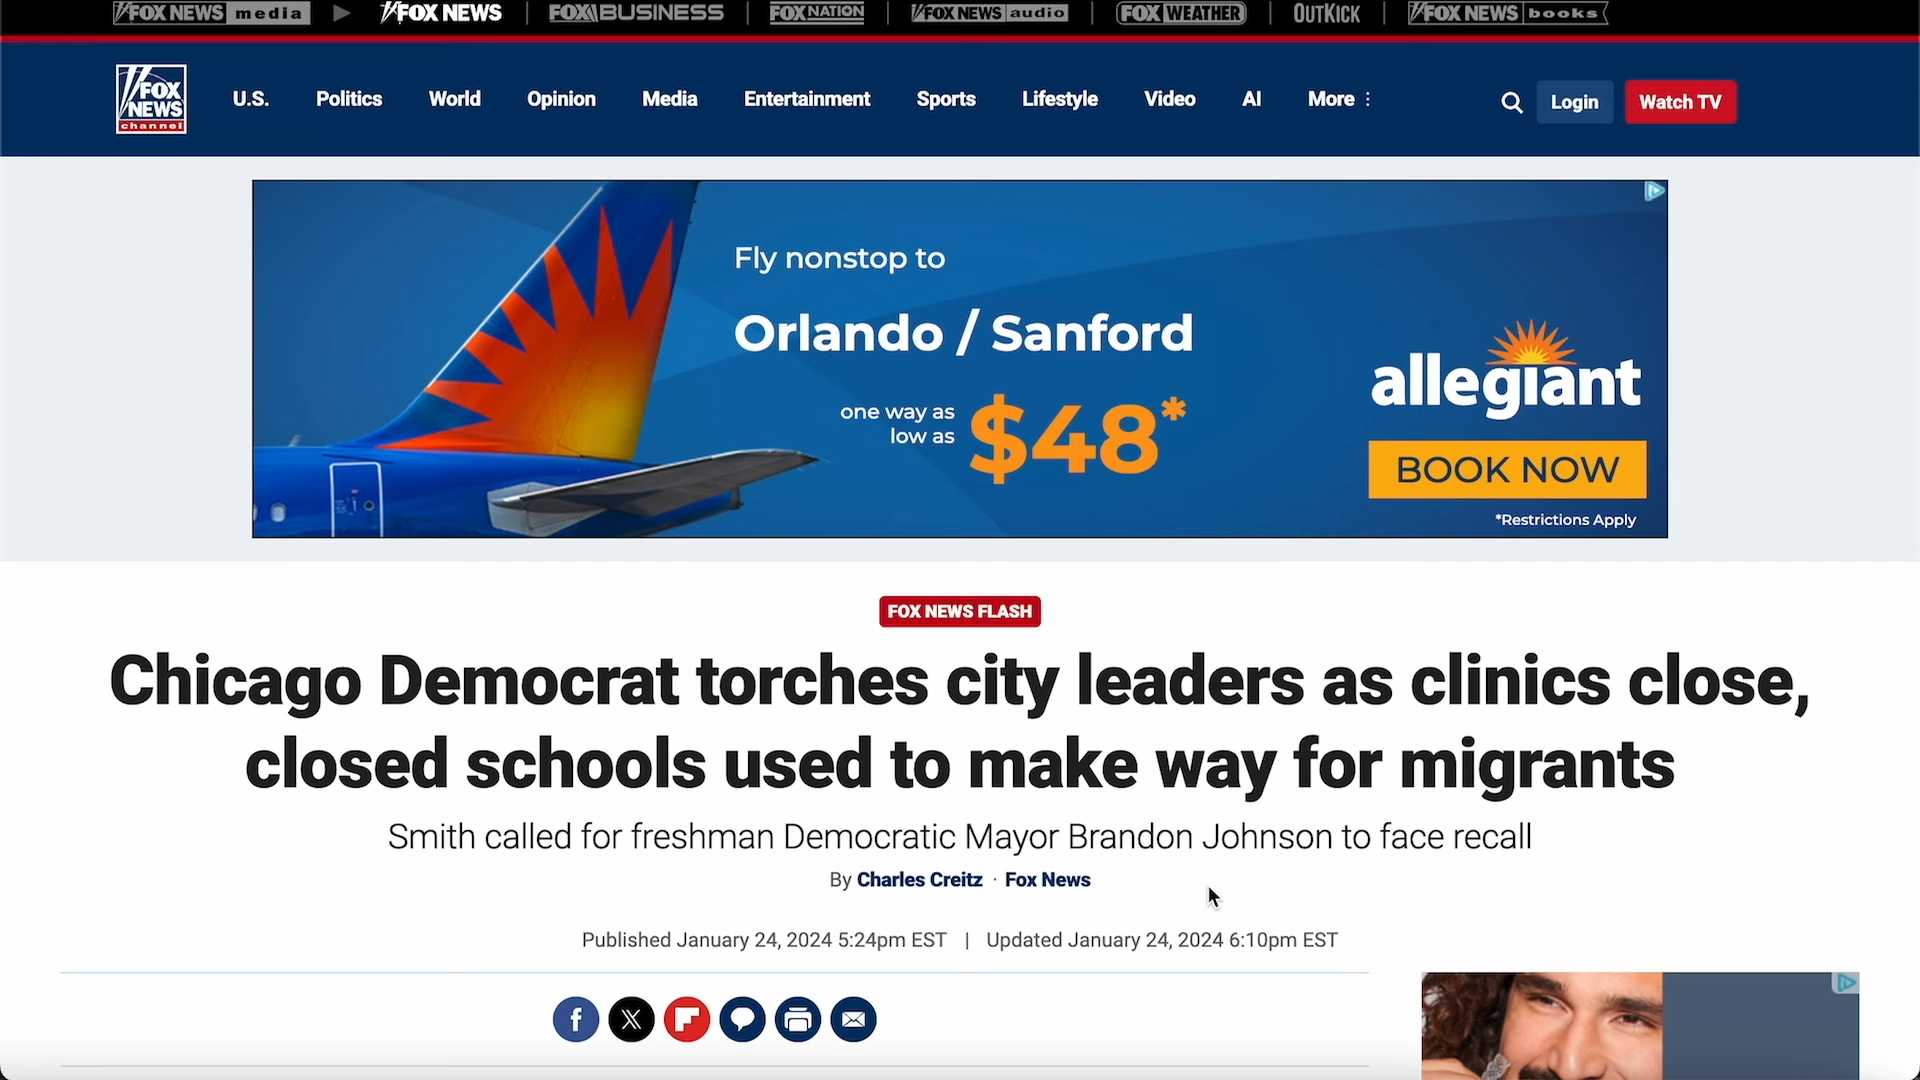 FOX NEWS media
FOX NEWS
FOX BUSINESS
FOX NATION
FOX NEWS audio
FOX WEATHER
OUTKICK
FOX NEWS books
FOX
NEWS
channel
U.S.
Politics
World
Opinion
Media
Entertainment
Sports
Lifestyle
Video
AI
More
Login
Watch TV
Fly nonstop to
Orlando / Sanford
one way as
low as
$48*
allegiant
BOOK NOW
*Restrictions Apply
FOX NEWS FLASH
Chicago Democrat torches city leaders as clinics close,
closed schools used to make way for migrants
Smith called for freshman Democratic Mayor Brandon Johnson to face recall
By Charles Creitz · Fox News
Published January 24, 2024 5:24pm EST | Updated January 24, 2024 6:10pm EST